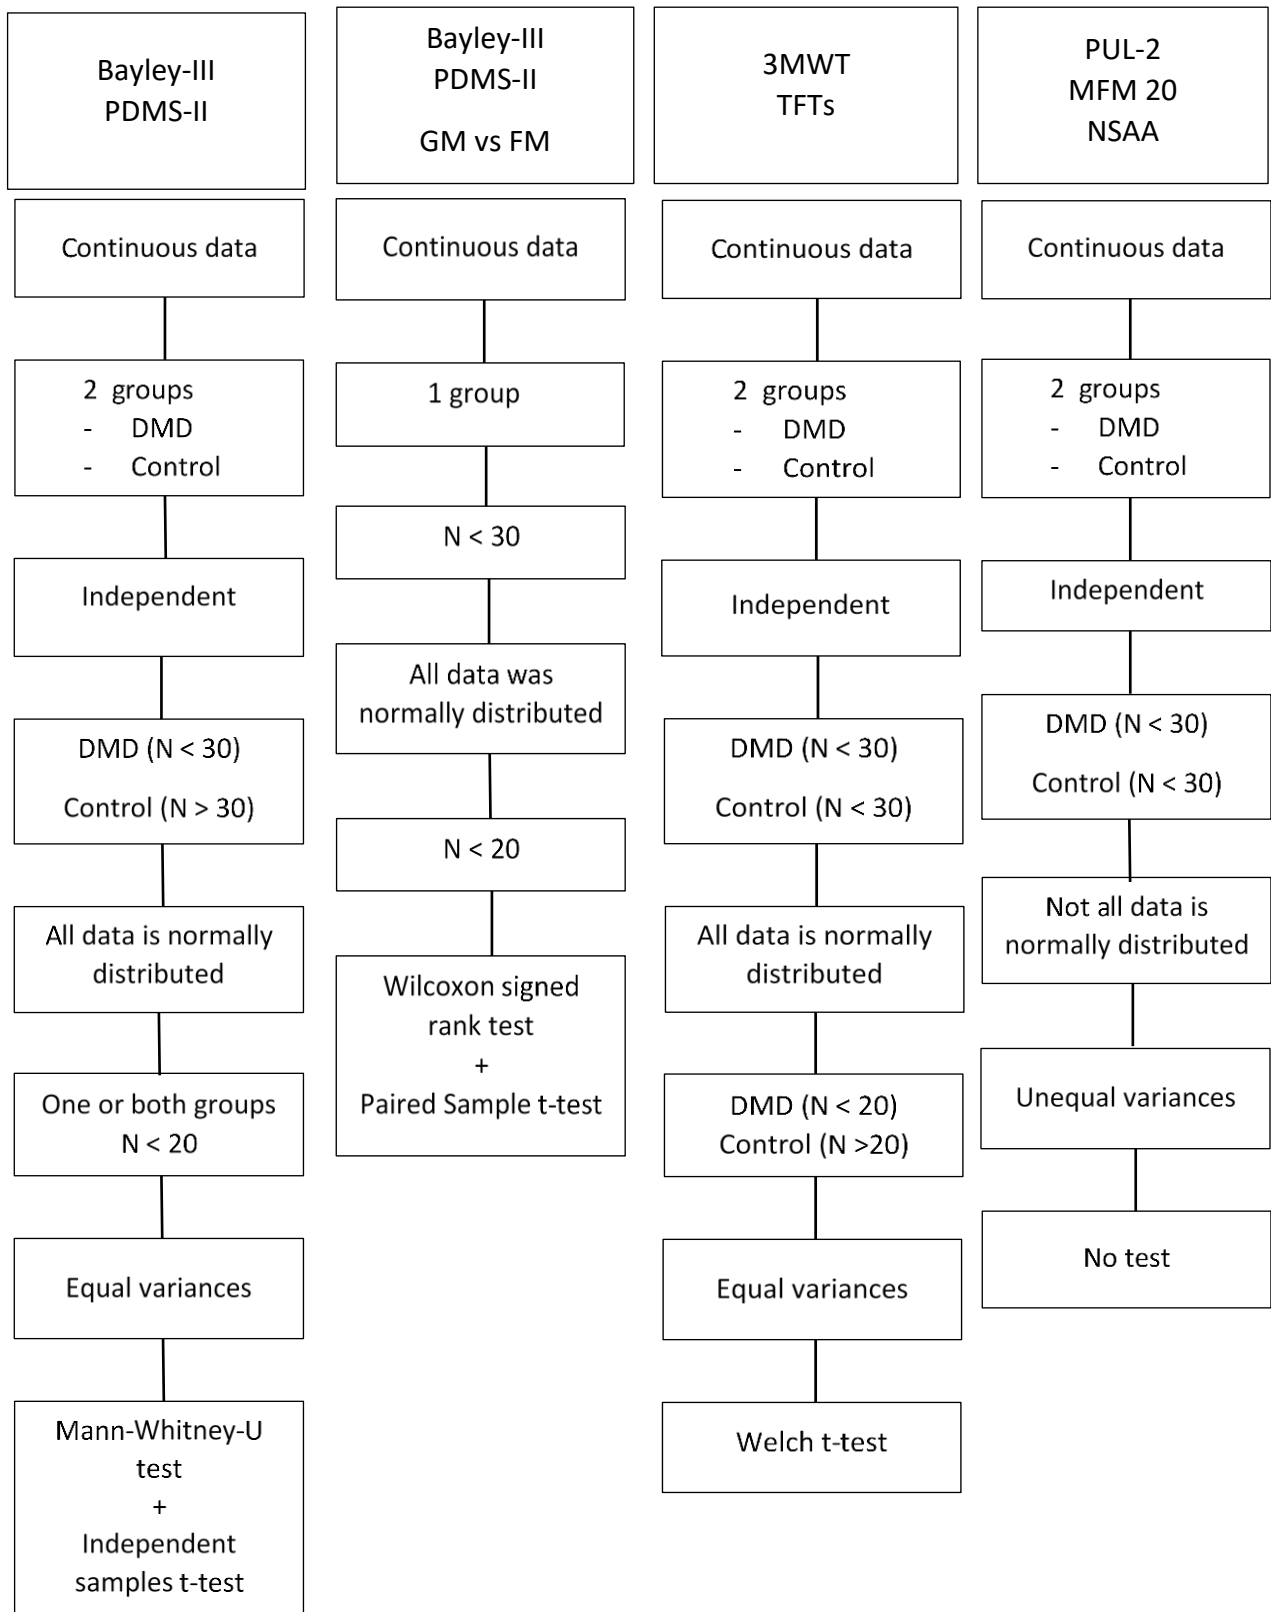 Bayley-III
PDMS-II
Continuous data
2 groups
- DMD
- Control
Independent
DMD (N < 30)
Control (N > 30)
All data is normally
distributed
One or both groups
N < 20
Equal variances
Mann-Whitney-U
test
+
Independent
samples t-test
Bayley-III
PDMS-II
GM vs FM
Continuous data
1 group
N < 30
All data was
normally distributed
N < 20
Wilcoxon signed
rank test
+
Paired Sample t-test
3MWT
TFTs
Continuous data
2 groups
- DMD
- Control
Independent
DMD (N < 30)
Control (N < 30)
All data is normally
distributed
DMD (N < 20)
Control (N >20)
Equal variances
Welch t-test
PUL-2
MFM 20
NSAA
Continuous data
2 groups
- DMD
- Control
Independent
DMD (N < 30)
Control (N < 30)
Not all data is
normally distributed
Unequal variances
No test